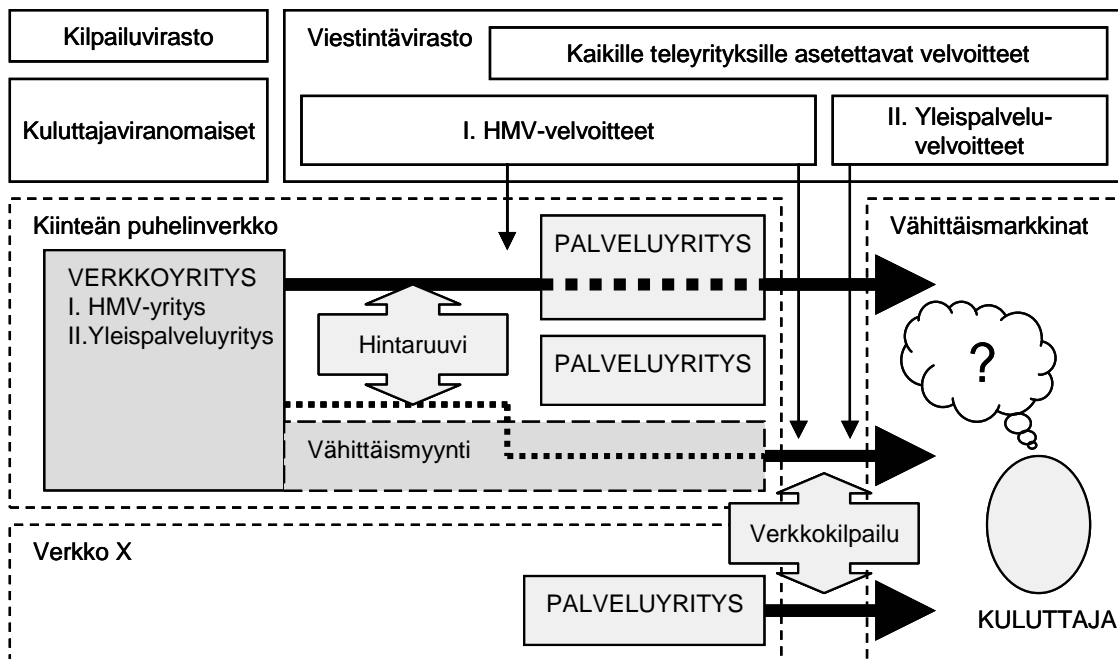 Kilpailuvirasto
Viestintävirasto
Kaikille teleyrityksille asetettavat velvoitteet
Kuluttajaviranomaiset
I. HMV-velvoitteet
II. Yleispalvelu-
velvoitteet
Kiinteän puhelinverkko
Vähittäismarkkinat
VERKKOYRITYS
I. HMV-yritys
II.Yleispalveluyritys
PALVELUYRITYS
Hintaruuvi
PALVELUYRITYS
?
Vähittäismyynti
Verkkokilpailu
Verkko X
PALVELUYRITYS
KULUTTAJA